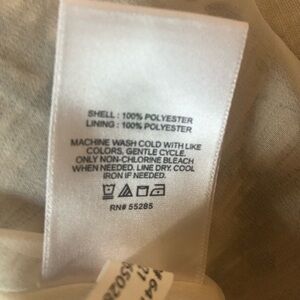 SHELL : 100% POLYESTER
LINING : 100% POLYESTER
MACHINE WASH COLD WITH LIKE
COLORS, GENTLE CYCLE.
ONLY NON-CHLORINE BLEACH
WHEN NEEDED. LINE DRY. COOL
IRON IF NEEDED.
RN# 55285